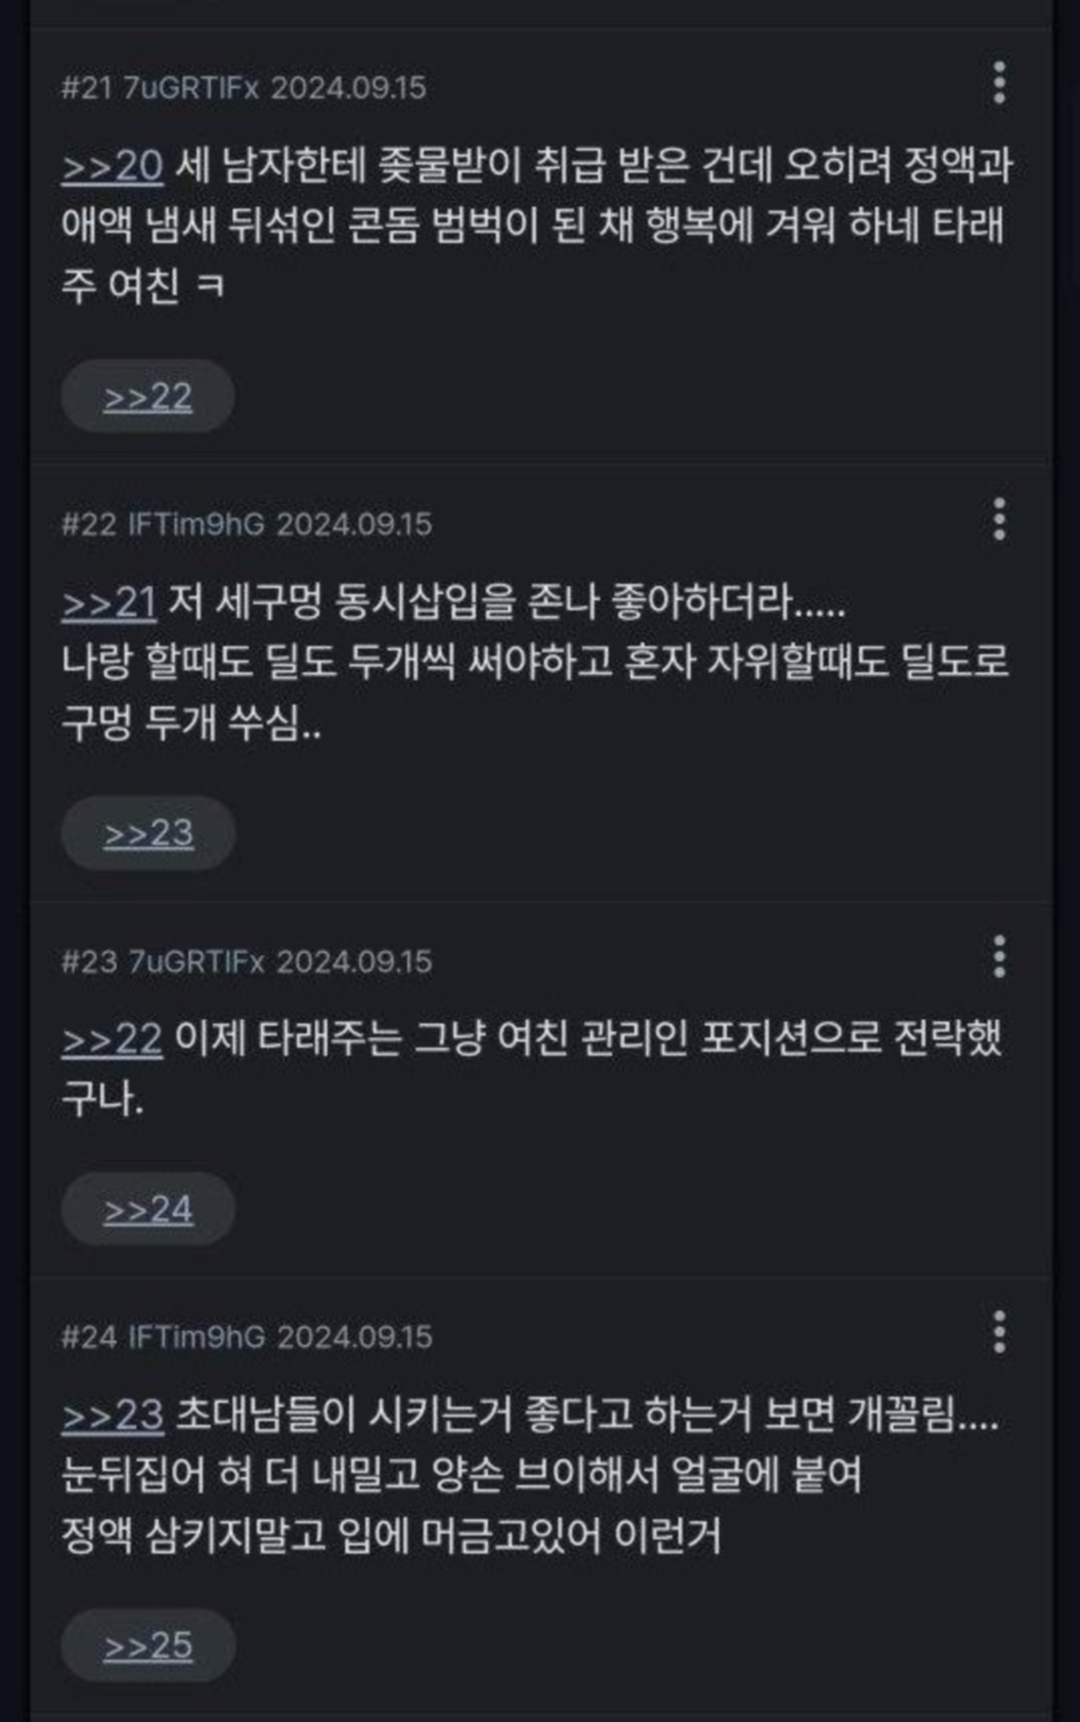 #21 7uGRTlFx 2024.09.15
>>20 세 남자한테 좆물받이 취급 받은 건데 오히려 정액과
애액 냄새 뒤섞인 콘돔 범벅이 된 채 행복에 겨워 하네 타래
주 여친 ㅋ
>>22
#22 lFTim9hG 2024.09.15
>>21 저 세구멍 동시삽입을 존나 좋아하더라.....
나랑 할때도 딜도 두개씩 써야하고 혼자 자위할때도 딜도로
구멍 두개 쑤심..
>>23
#23 7uGRTlFx 2024.09.15
>>22 이제 타래주는 그냥 여친 관리인 포지션으로 전락했
구나.
>>24
#24 lFTim9hG 2024.09.15
>>23 초대남들이 시키는거 좋다고 하는거 보면 개꼴림....
눈뒤집어 혀 더 내밀고 양손 브이해서 얼굴에 붙여
정액 삼키지말고 입에 머금고있어 이런거
>>25